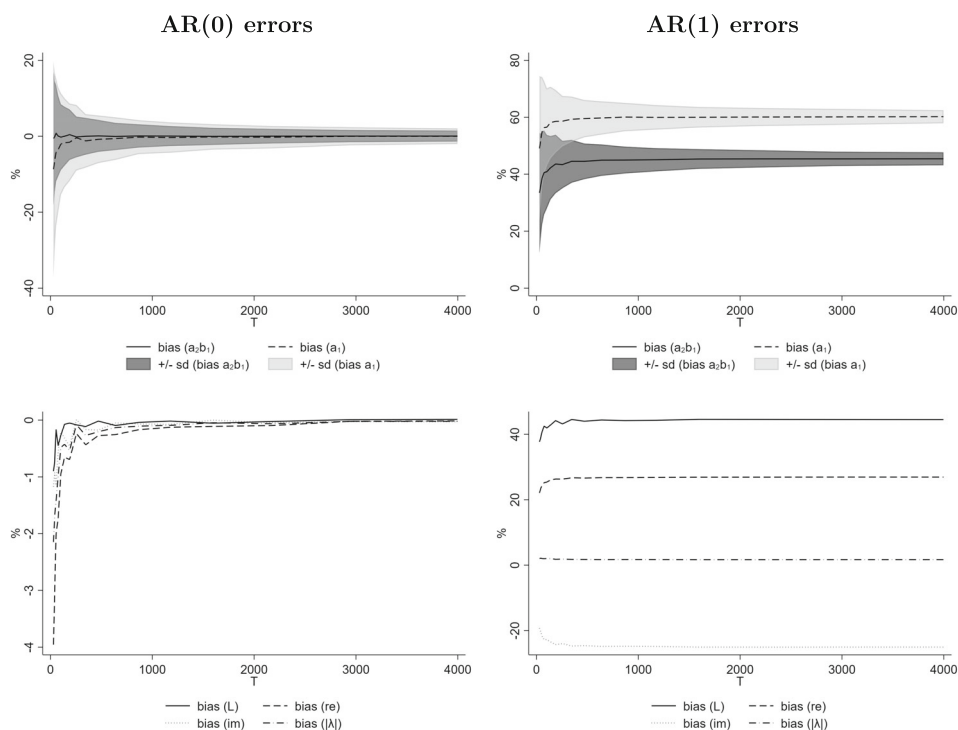 AR(0) errors
AR(1) errors
20
0
-20
-40
%
0 1000 2000 3000 4000
T
bias (a₂b₁) bias (a₁)
+/- sd (bias a₂b₁) +/- sd (bias a₁)
80
60
40
20
0
%
0 1000 2000 3000 4000
T
bias (a₂b₁) bias (a₁)
+/- sd (bias a₂b₁) +/- sd (bias a₁)
0
-1
-2
-3
-4
%
0 1000 2000 3000 4000
T
bias (L) bias (re)
bias (im) bias (|λ|)
40
20
0
-20
%
0 1000 2000 3000 4000
T
bias (L) bias (re)
bias (im) bias (|λ|)